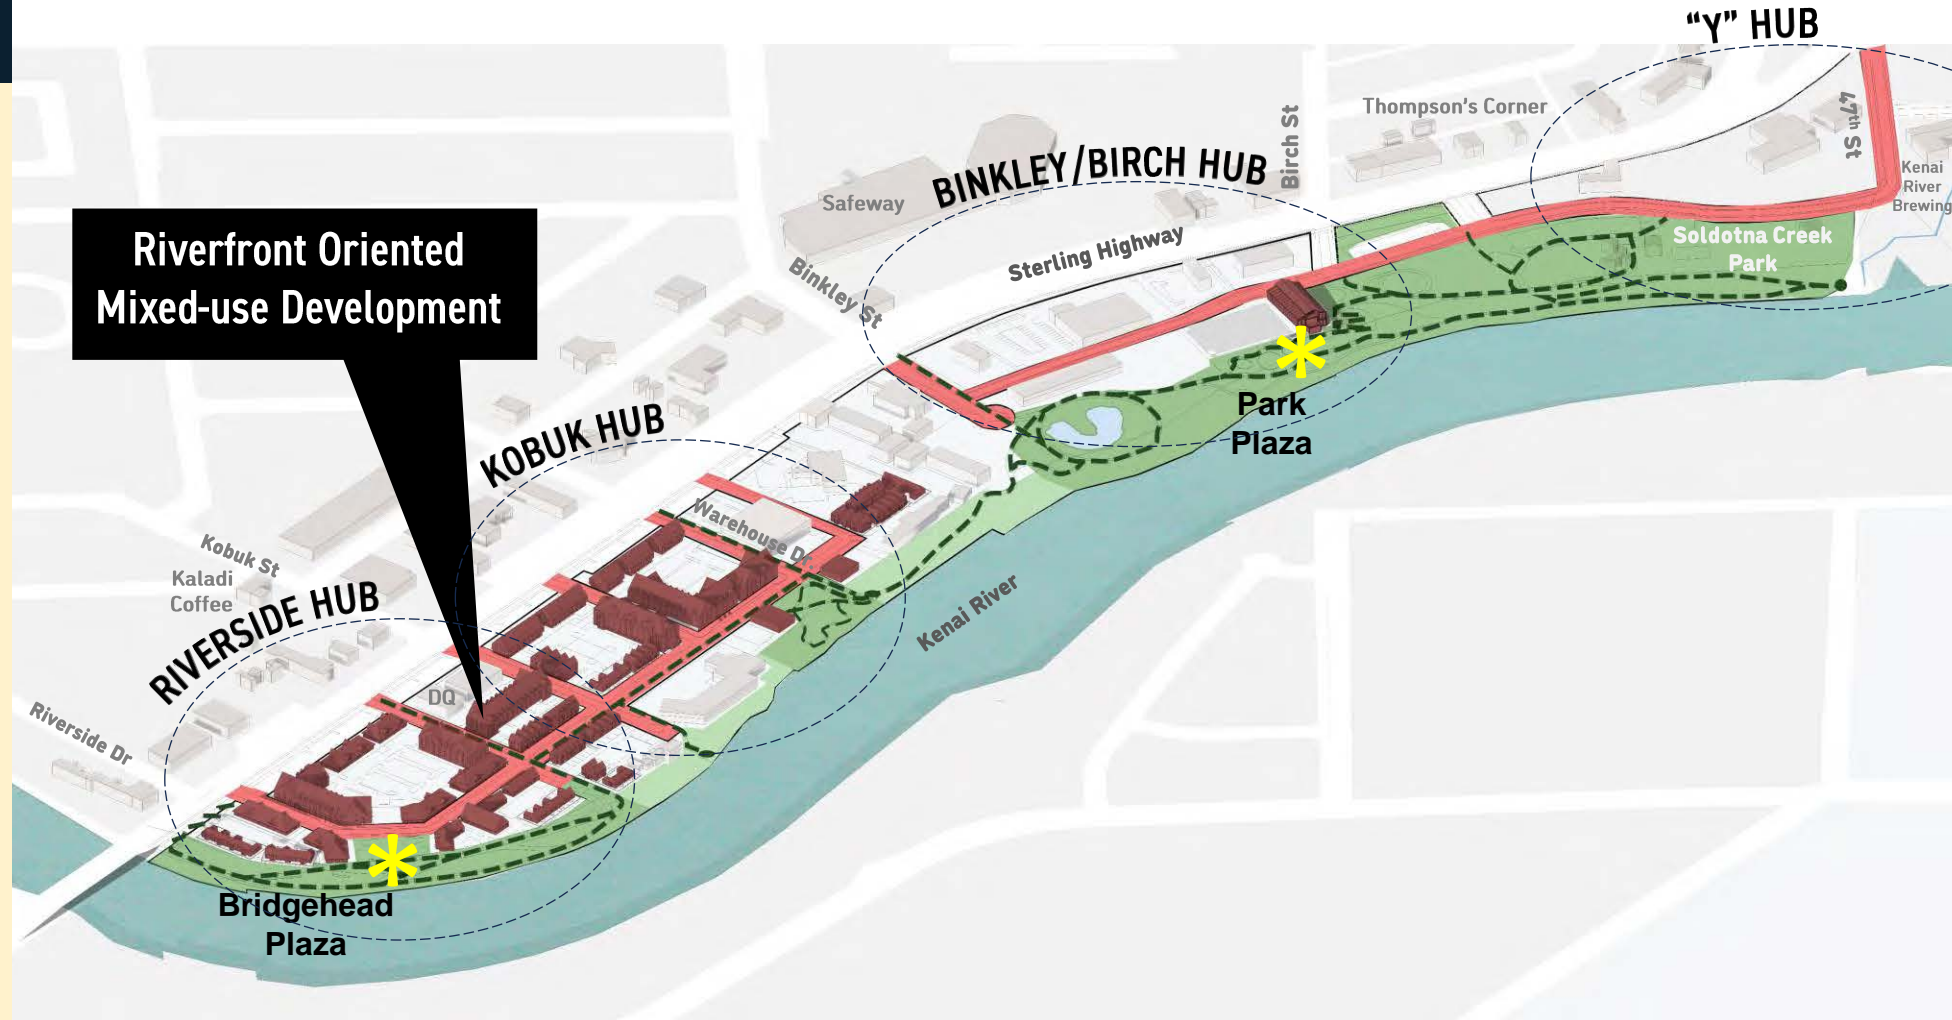 “Y” HUB
Thompson's Corner
47th St
Birch St
BINKLEY/BIRCH HUB
Kenai
River
Brewing
Safeway
Sterling Highway
Soldotna Creek
Park
Riverfront Oriented
Mixed-use Development
Binkley St
Park
Plaza
KOBUK HUB
Warehouse Dr.
Kobuk St
Kaladi
Coffee
RIVERSIDE HUB
Kenai River
DQ
Riverside Dr
Bridgehead
Plaza